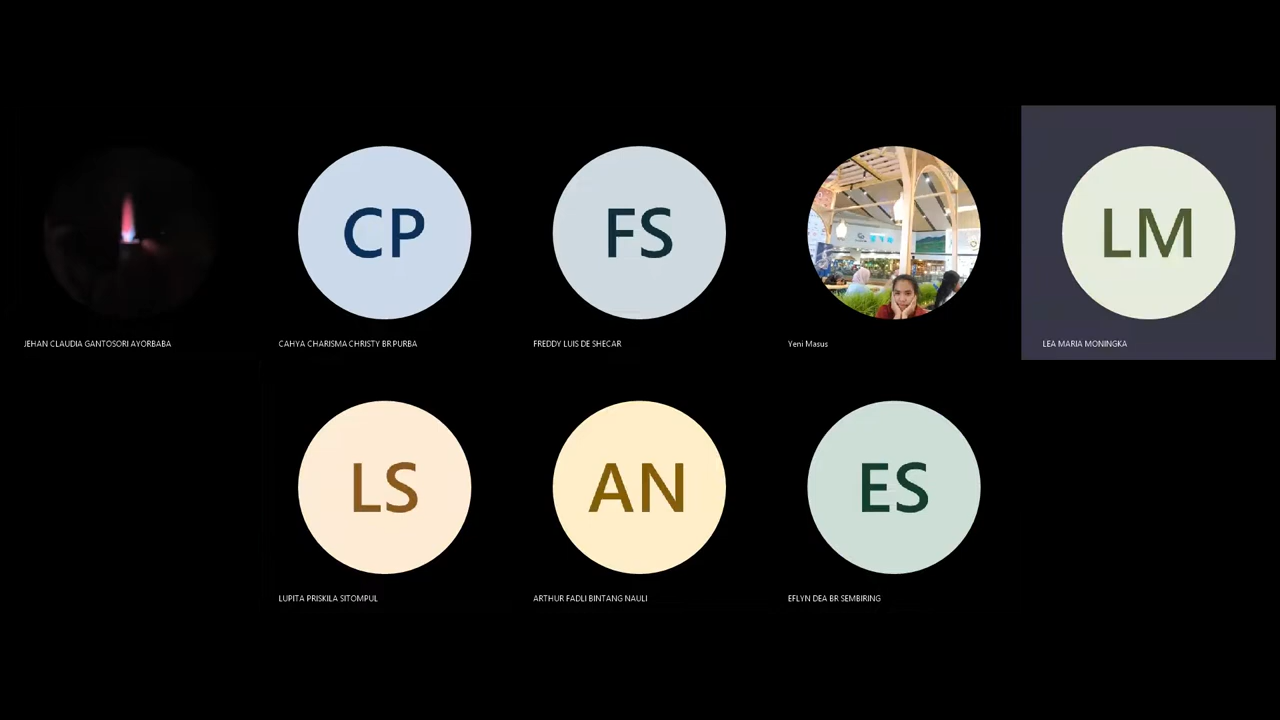 CP
FS
LM
JEHAN CLAUDIA GANTOSORI AYORBABA
CAHYA CHARISMA CHRISTY BR PURBA
FREDDY LUIS DE SHECAR
Yeni Masus
LEA MARIA MONINGKA
LS
AN
ES
LUPITA PRISKILA SITOMPUL
ARTHUR FADLI BINTANG NAULI
EFLYN DEA BR SEMBIRING